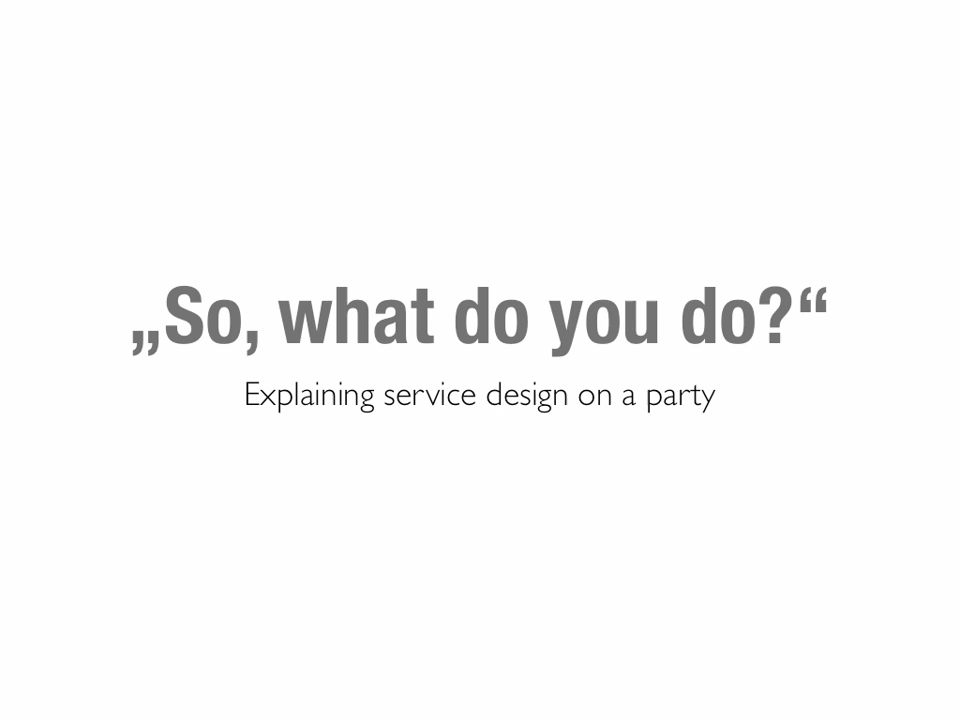 „So, what do you do?“
Explaining service design on a party